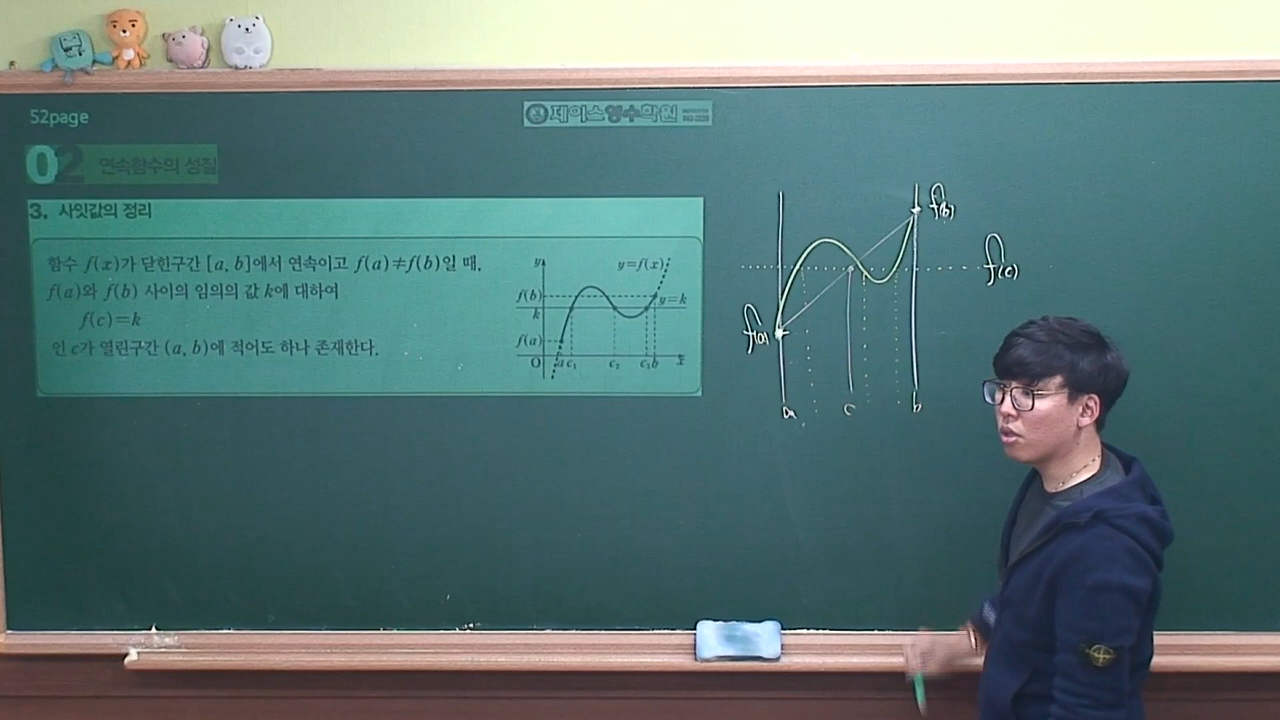 52page
제이스영수학원
02 연속함수의 성질
3. 사잇값의 정리
함수 f(x)가 닫힌구간 [a, b]에서 연속이고 f(a)≠f(b)일 때,
f(a)와 f(b) 사이의 임의의 값 k에 대하여
f(c)=k
인 c가 열린구간 (a, b)에 적어도 하나 존재한다.
y y=f(x)
f(b) y=k
k
f(a)
O a c₁ c₂ c₃ b x
f(b)
f(c)
f(a)
a c b